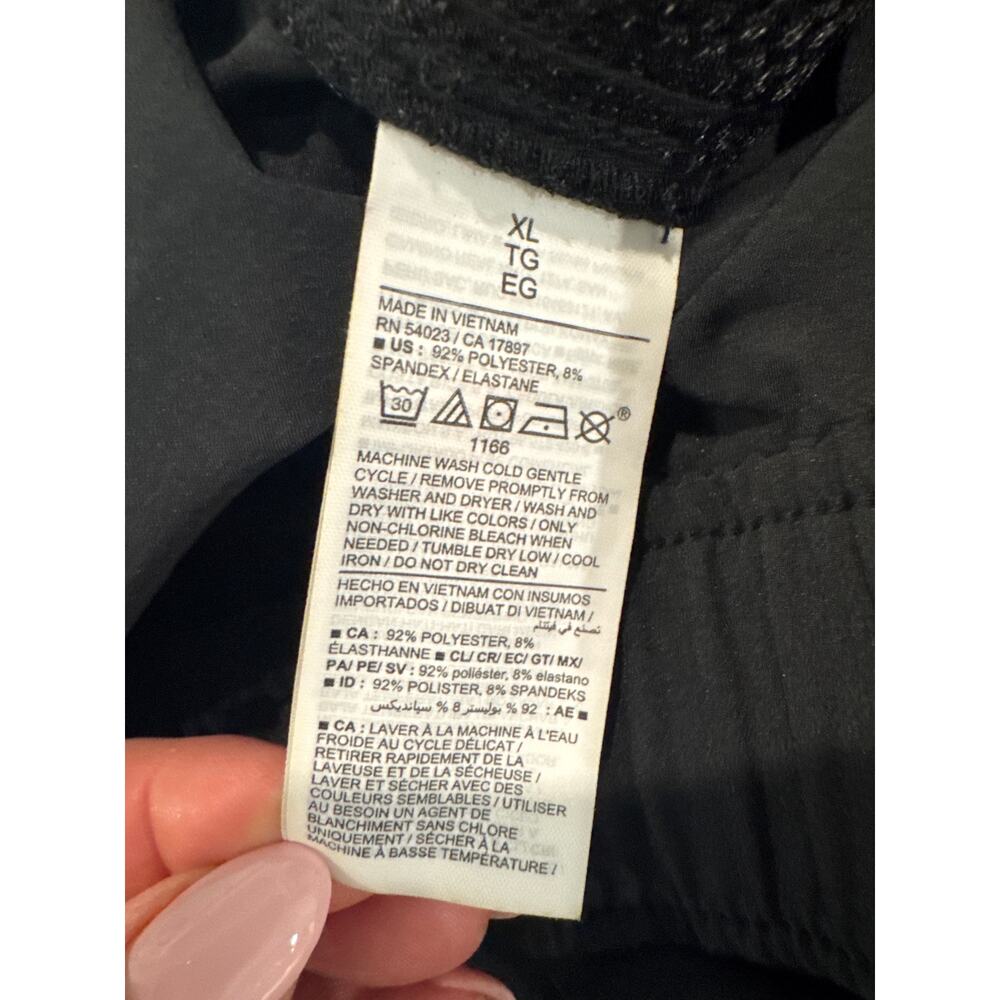 XL
TG
EG
MADE IN VIETNAM
RN 54023 / CA 17897
■ US : 92% POLYESTER, 8%
SPANDEX / ELASTANE
30
®
1166
MACHINE WASH COLD GENTLE
CYCLE / REMOVE PROMPTLY FROM
WASHER AND DRYER / WASH AND
DRY WITH LIKE COLORS / ONLY
NON-CHLORINE BLEACH WHEN
NEEDED / TUMBLE DRY LOW / COOL
IRON / DO NOT DRY CLEAN
HECHO EN VIETNAM CON INSUMOS
IMPORTADOS / DIBUAT DI VIETNAM /
تصنع في فيتنام
■ CA : 92% POLYESTER, 8%
ÉLASTHANNE ■ CL/ CR/ EC/ GT/ MX/
PA/ PE/ SV : 92% poliéster, 8% elastano
■ ID : 92% POLISTER, 8% SPANDEKS
■ AE : 92 % بوليستر 8 % سباندیکس
■ CA : LAVER À LA MACHINE À L'EAU
FROIDE AU CYCLE DÉLICAT /
RETIRER RAPIDEMENT DE LA
LAVEUSE ET DE LA SÉCHEUSE /
LAVER ET SÉCHER AVEC DES
COULEURS SEMBLABLES / UTILISER
AU BESOIN UN AGENT DE
BLANCHIMENT SANS CHLORE
UNIQUEMENT / SÉCHER À LA
MACHINE À BASSE TEMPÉRATURE /